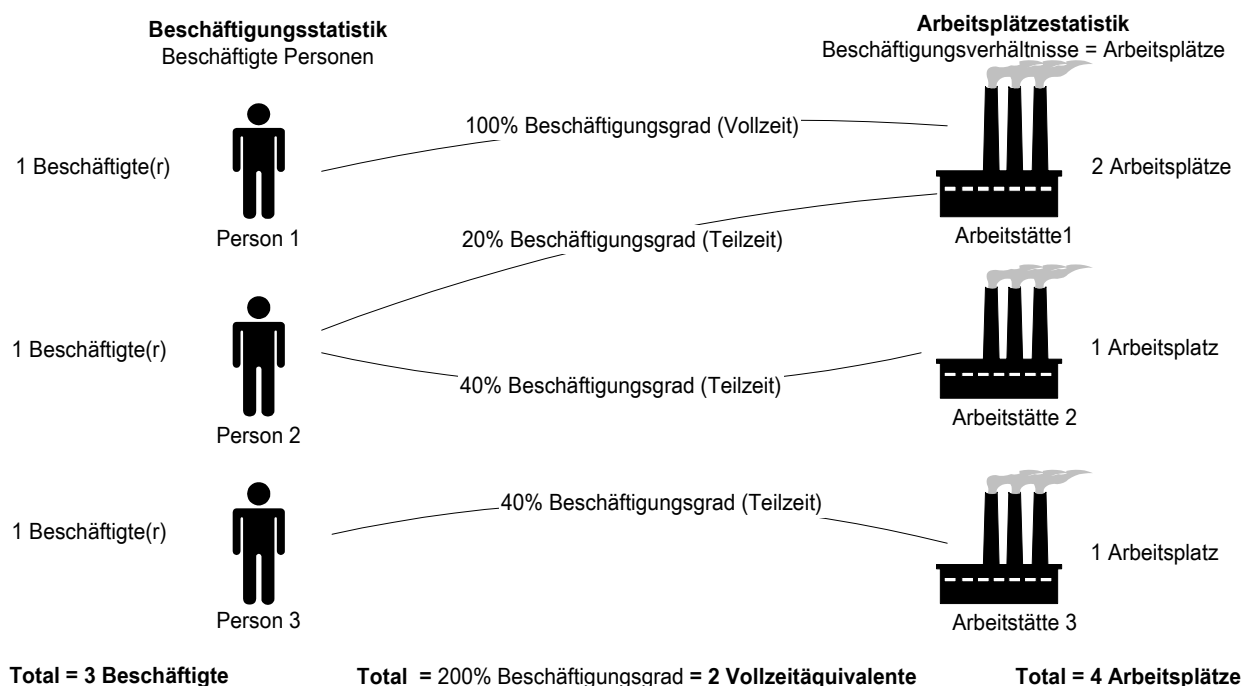 Beschäftigungsstatistik
Beschäftigte Personen
Arbeitsplätzestatistik
Beschäftigungsverhältnisse = Arbeitsplätze
100% Beschäftigungsgrad (Vollzeit)
1 Beschäftigte(r)
2 Arbeitsplätze
Person 1
20% Beschäftigungsgrad (Teilzeit)
Arbeitstätte1
1 Beschäftigte(r)
1 Arbeitsplatz
40% Beschäftigungsgrad (Teilzeit)
Person 2
Arbeitstätte 2
40% Beschäftigungsgrad (Teilzeit)
1 Beschäftigte(r)
1 Arbeitsplatz
Person 3
Arbeitstätte 3
Total = 3 Beschäftigte
Total = 200% Beschäftigungsgrad = 2 Vollzeitäquivalente
Total = 4 Arbeitsplätze